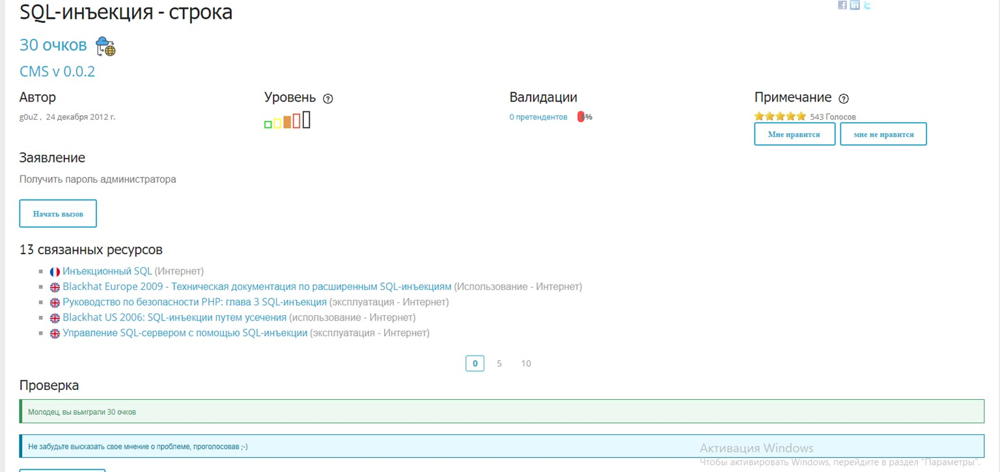 SQL-инъекция - строка
30 очков
CMS v 0.0.2
Автор
g0uZ , 24 декабря 2012 г.
Уровень ?
Валидации
0 претендентов 6%
Примечание ?
543 Голосов
Мне нравится
мне не нравится
Заявление
Получить пароль администратора
Начать вызов
13 связанных ресурсов
Инъекционный SQL (Интернет)
Blackhat Europe 2009 - Техническая документация по расширенным SQL-инъекциям (Использование - Интернет)
Руководство по безопасности PHP: глава 3 SQL-инъекция (эксплуатация - Интернет)
Blackhat US 2006: SQL-инъекции путем усечения (использование - Интернет)
Управление SQL-сервером с помощью SQL-инъекции (эксплуатация - Интернет)
0 5 10
Проверка
Молодец, вы выиграли 30 очков
Не забудьте высказать свое мнение о проблеме, проголосовав ;-)
Активация Windows
Чтобы активировать Windows, перейдите в раздел "Параметры".